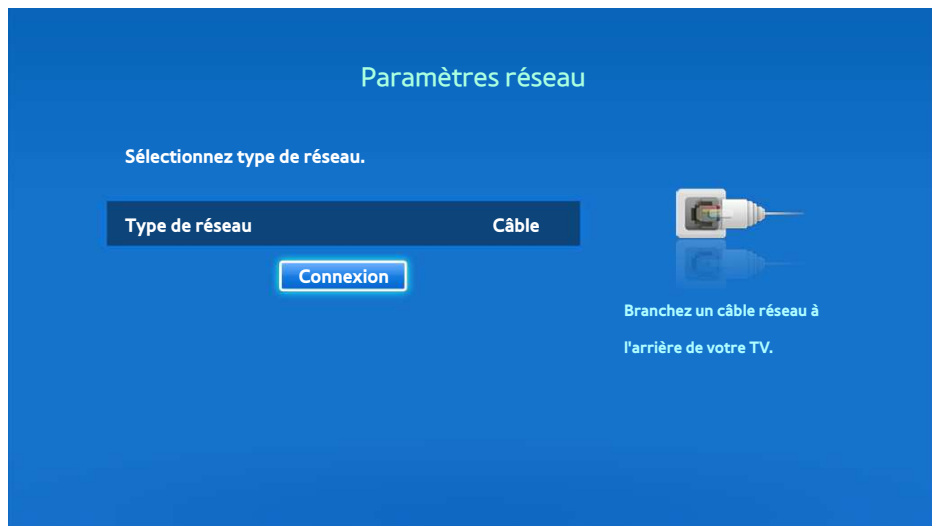 Paramètres réseau
Sélectionnez type de réseau.
Type de réseau Câble
Connexion
Branchez un câble réseau à
l'arrière de votre TV.